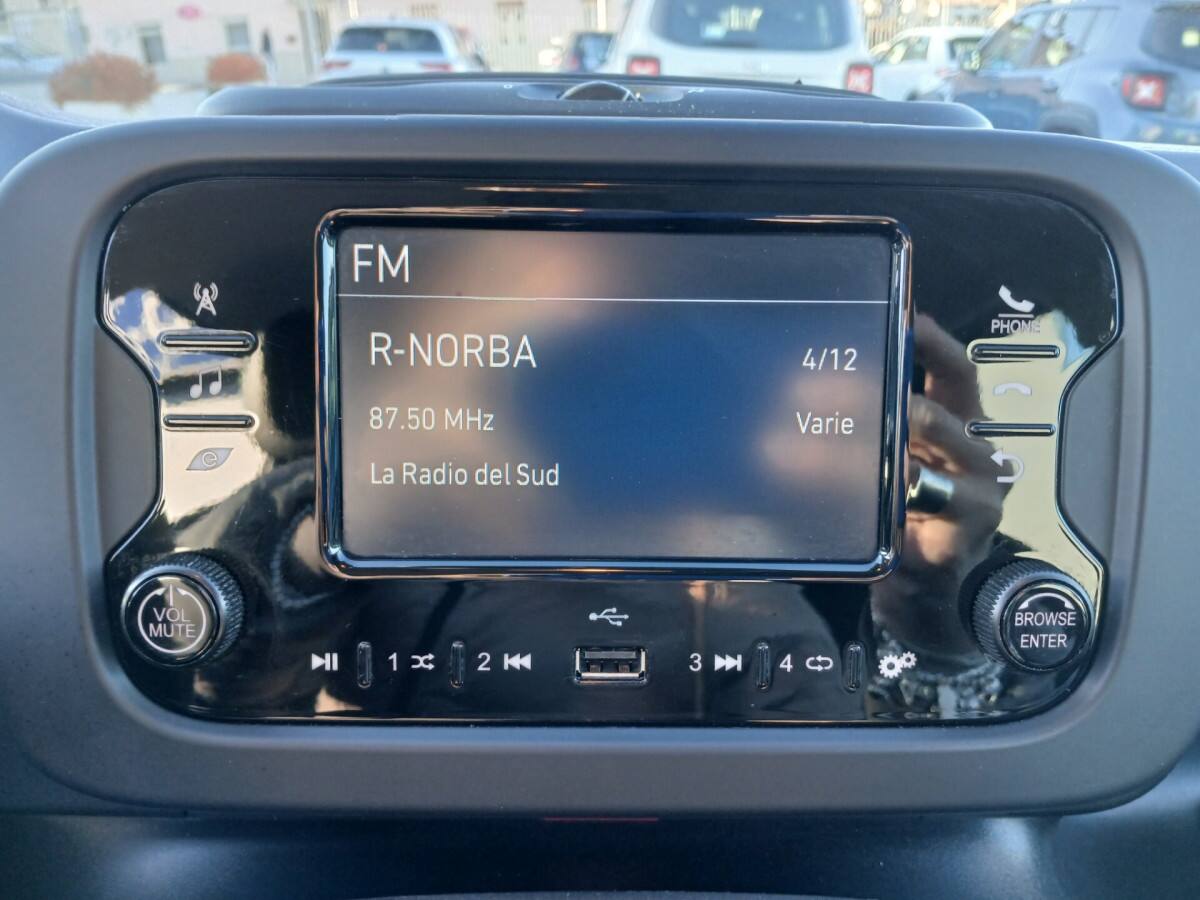 FM
R-NORBA
4/12
87.50 MHz
Varie
La Radio del Sud
PHONE
VOL
MUTE
BROWSE
ENTER
1
2
3
4